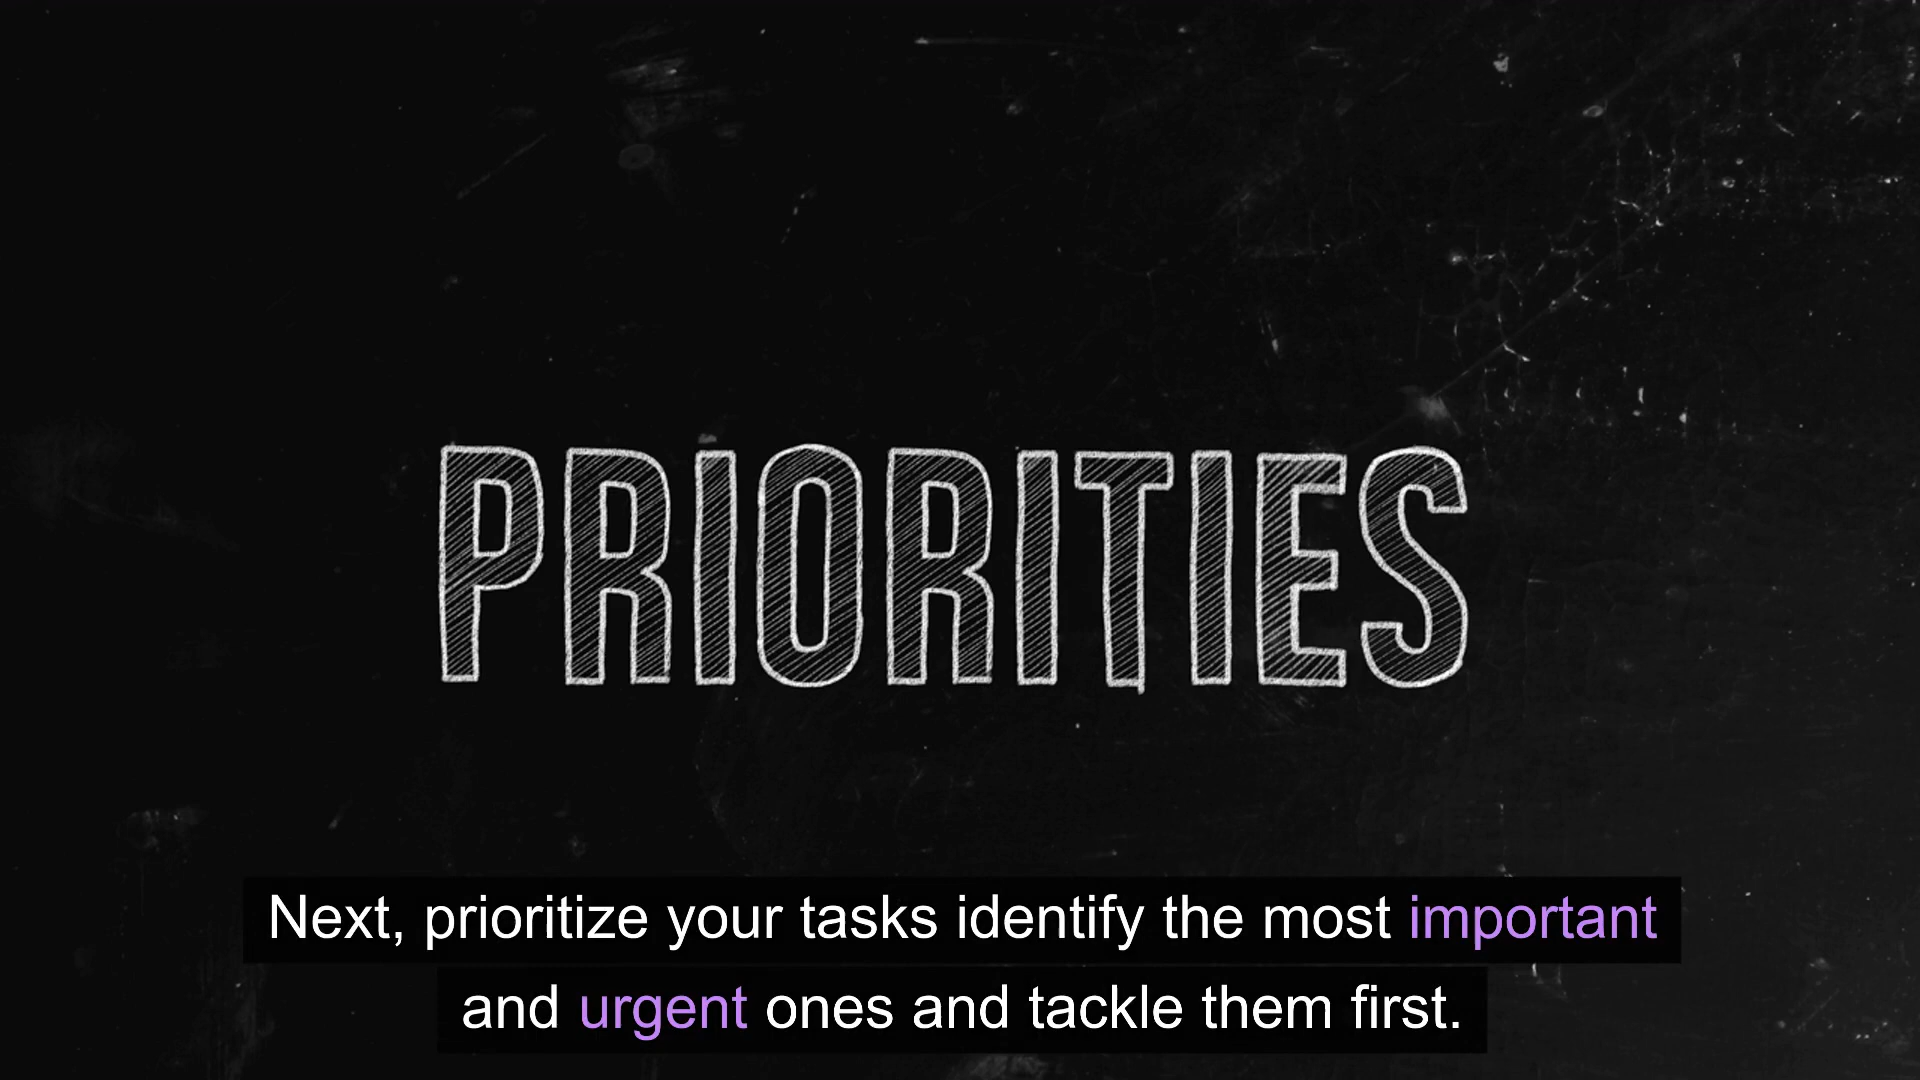 PRIORITIES
Next, prioritize your tasks identify the most important
and urgent ones and tackle them first.